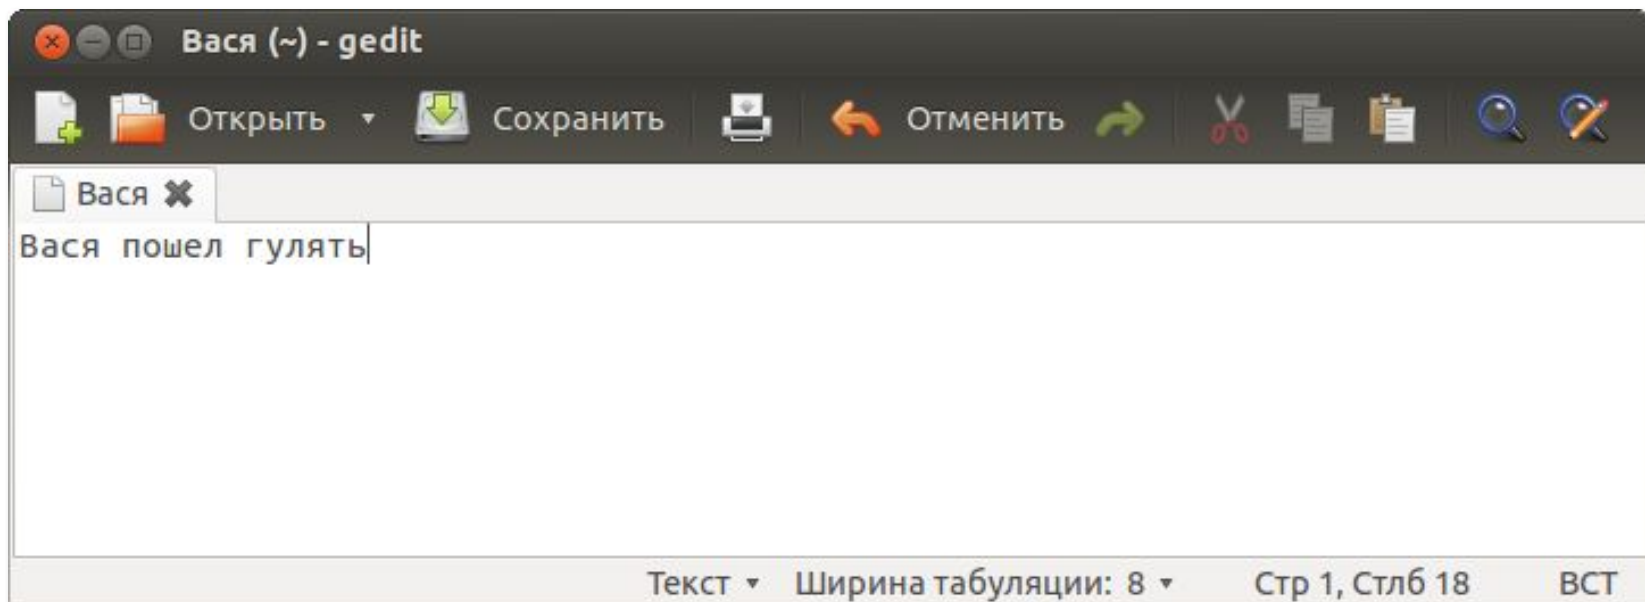 Вася (~) - gedit
Открыть Сохранить Отменить
Вася
Вася пошел гулять
Текст Ширина табуляции: 8 Стр 1, Стлб 18 ВСТ